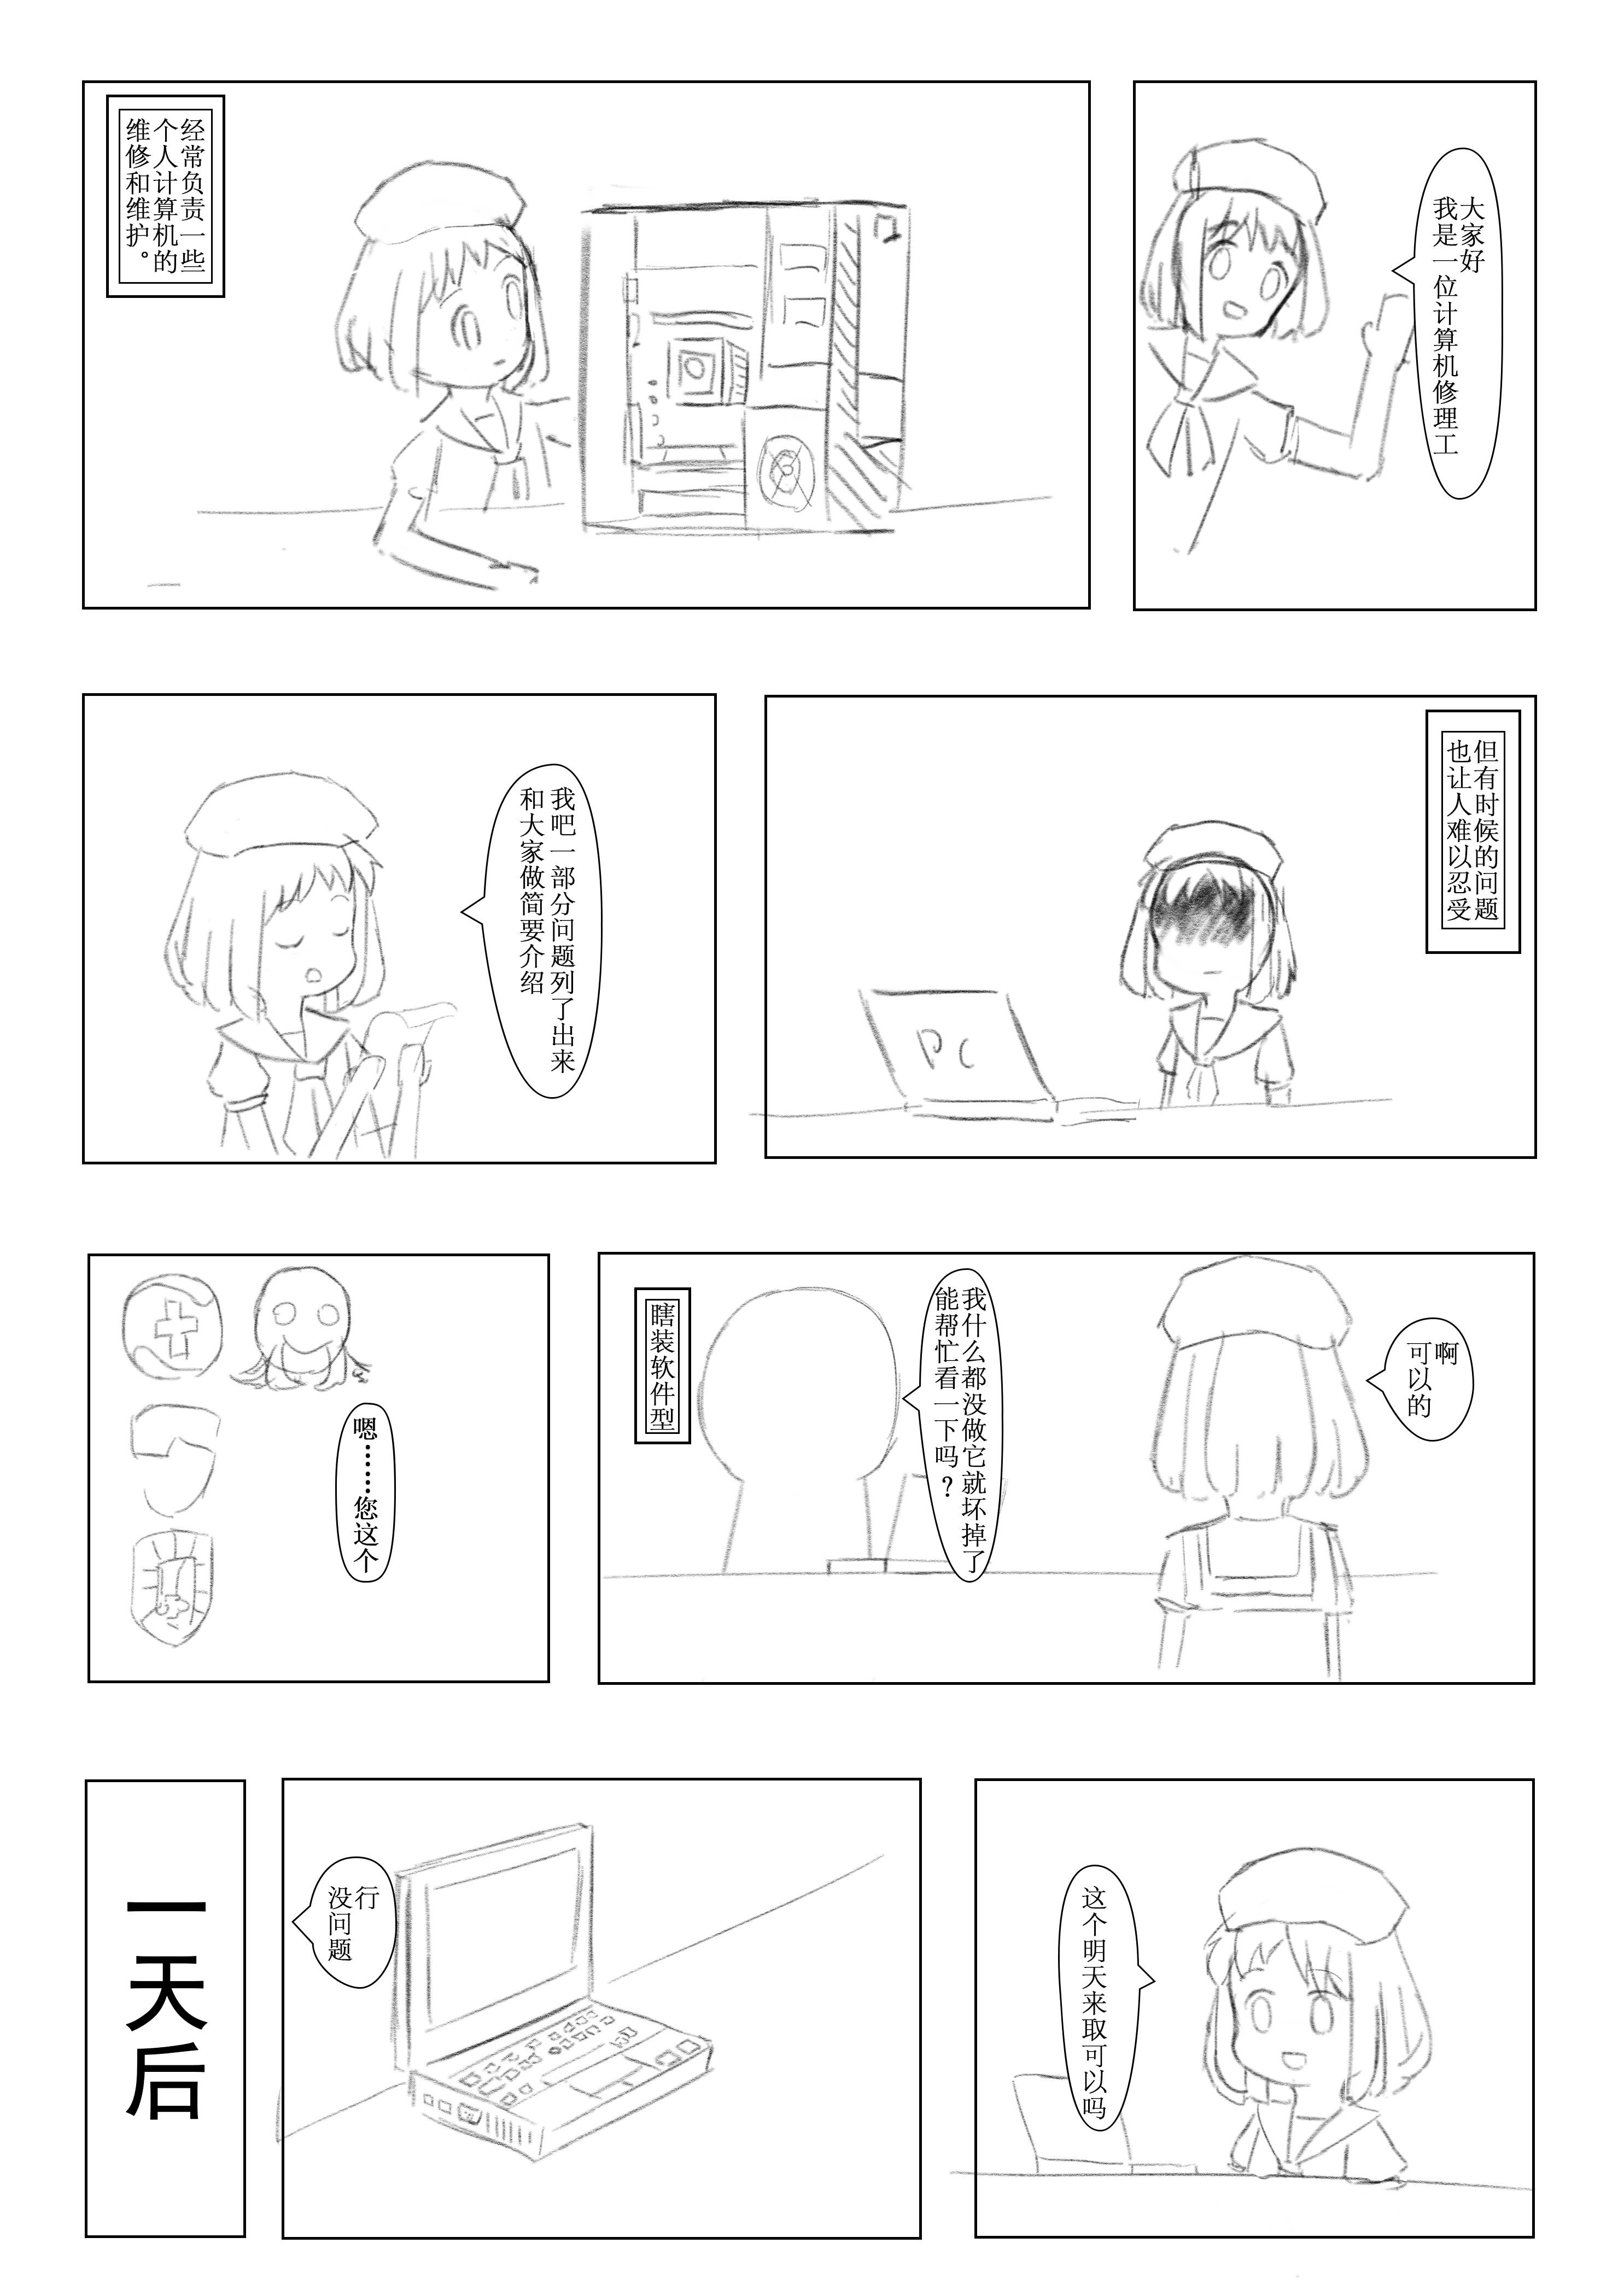 大家好
我是一位计算机修理工
经常负责一些
个人计算机的
维修和维护。
但有时候的问题
也让人难以忍受
PC
我吧一部分问题列了出来
和大家做简要介绍
啊
可以的
我什么都没做它就坏掉了
能帮忙看一下吗?
瞎装软件型
嗯……您这个
这个明天来取可以吗
行
没问题
一天后